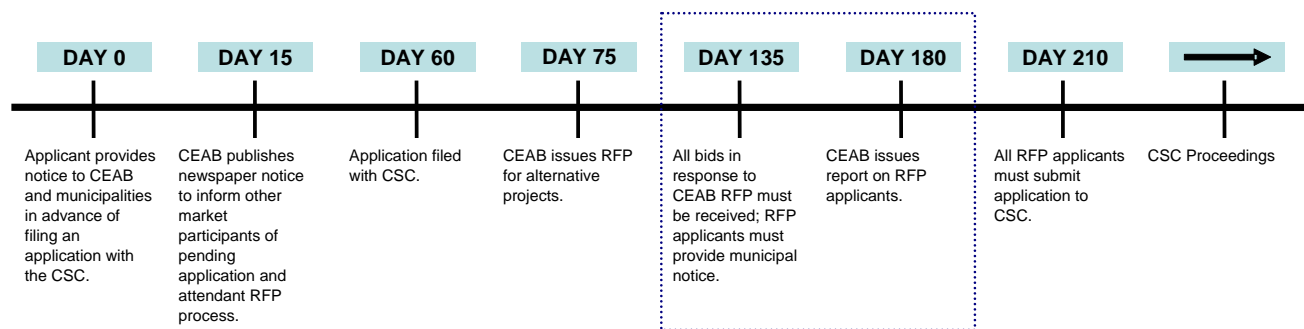 DAY 0
DAY 15
DAY 60
DAY 75
DAY 135
DAY 180
DAY 210
Applicant provides
notice to CEAB
and municipalities
in advance of
filing an
application with
the CSC.
CEAB publishes
newspaper notice
to inform other
market
participants of
pending
application and
attendant RFP
process.
Application filed
with CSC.
CEAB issues RFP
for alternative
projects.
All bids in
response to
CEAB RFP must
be received; RFP
applicants must
provide municipal
notice.
CEAB issues
report on RFP
applicants.
All RFP applicants
must submit
application to
CSC.
CSC Proceedings